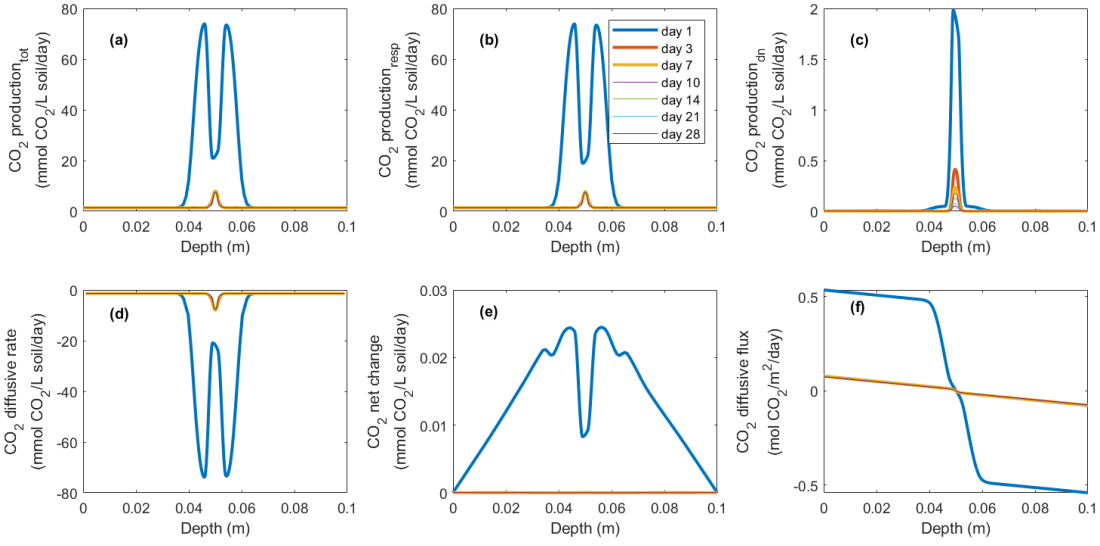 (a)
CO2 productiontot
(mmol CO2/L soil/day)
80
60
40
20
0
0 0.02 0.04 0.06 0.08 0.1
Depth (m)
(b)
CO2 productionresp
(mmol CO2/L soil/day)
80
60
40
20
0
0 0.02 0.04 0.06 0.08 0.1
Depth (m)
day 1
day 3
day 7
day 10
day 14
day 21
day 28
(c)
CO2 productiondn
(mmol CO2/L soil/day)
2
1.5
1
0.5
0
0 0.02 0.04 0.06 0.08 0.1
Depth (m)
(d)
CO2 diffusive rate
(mmol CO2/L soil/day)
0
-20
-40
-60
-80
0 0.02 0.04 0.06 0.08 0.1
Depth (m)
(e)
CO2 net change
(mmol CO2/L soil/day)
0.03
0.02
0.01
0
0 0.02 0.04 0.06 0.08 0.1
Depth (m)
(f)
CO2 diffusive flux
(mol CO2/m2/day)
0.5
0
-0.5
0 0.02 0.04 0.06 0.08 0.1
Depth (m)